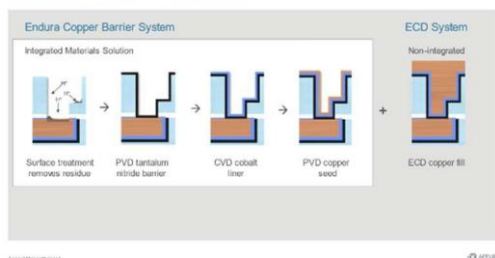 Endura Copper Barrier System
ECD System
Integrated Materials Solution
Non-integrated
Surface treatment
removes residue
PVD tantalum
nitride barrier
CVD cobalt
liner
PVD copper
seed
+
ECD copper fill